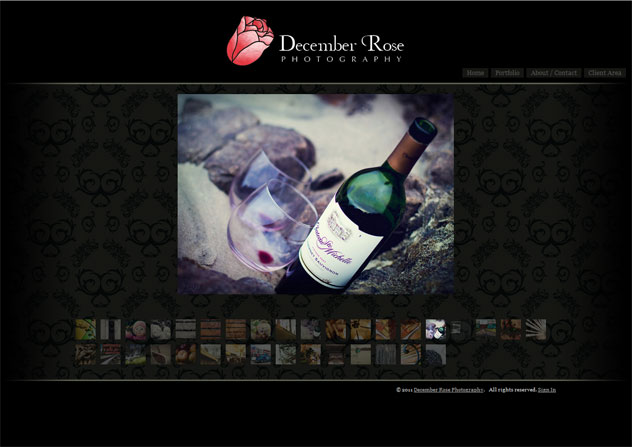 December Rose
PHOTOGRAPHY
Home Portfolio About / Contact Client Area
Ste Michelle
© 2011 December Rose Photography. All rights reserved. Sign In